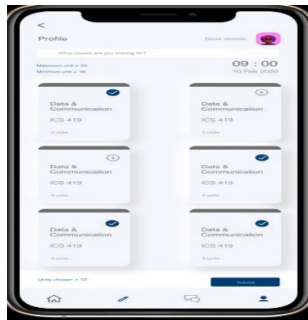 Profile
What course are you looking for?
Maximum unit = 23
Minimum unit = 18
09 : 00
10 Feb 2020
Data &
Communication
ICS 419
Data &
Communication
ICS 419
Data &
Communication
ICS 419
Data &
Communication
ICS 419
Data &
Communication
ICS 419
Data &
Communication
ICS 419
Units chosen = 12
Submit